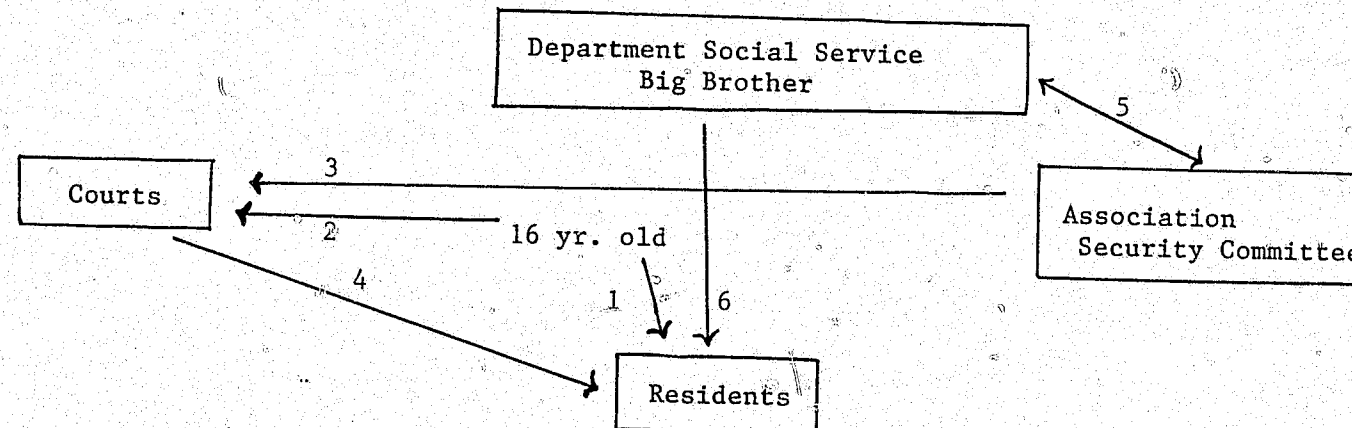 Department Social Service
Big Brother
5
3
Courts
Association
2
16 yr. old
Security Committee
4
1
6
Residents